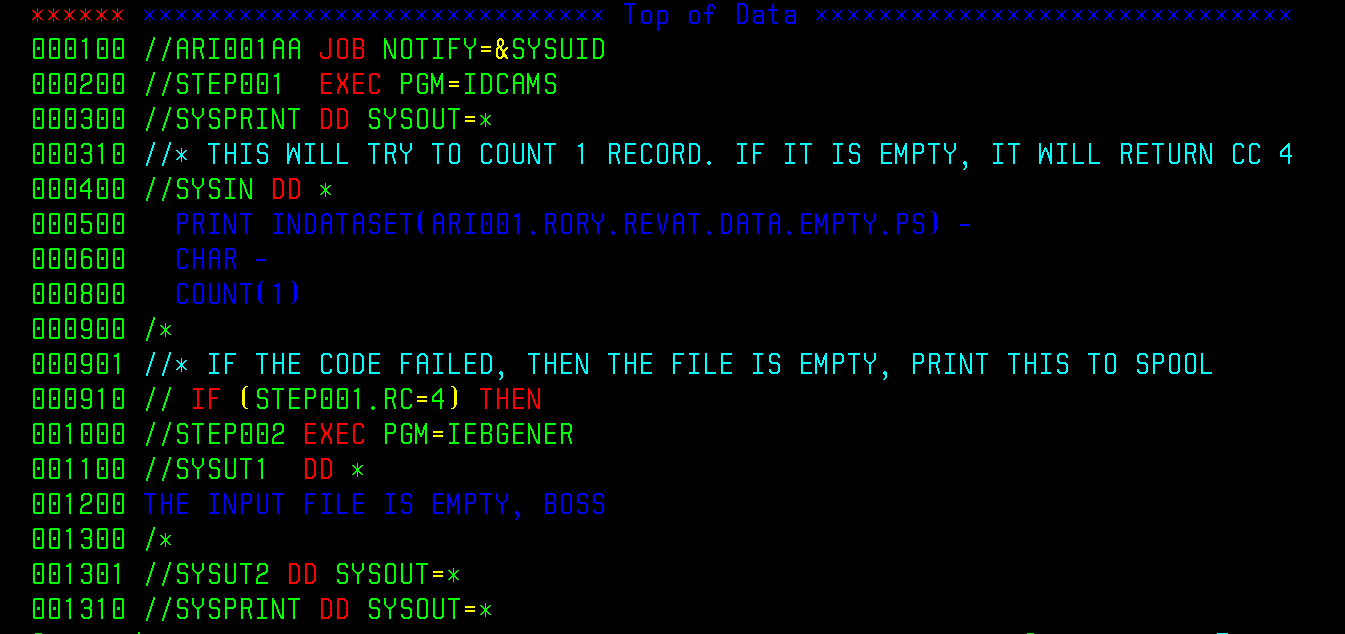 ****** ***************************** Top of Data ******************************
000100 //ARI001AA JOB NOTIFY=&SYSUID
000200 //STEP001  EXEC PGM=IDCAMS
000300 //SYSPRINT DD SYSOUT=*
000310 //* THIS WILL TRY TO COUNT 1 RECORD. IF IT IS EMPTY, IT WILL RETURN CC 4
000400 //SYSIN DD *
000500   PRINT INDATASET(ARI001.RORY.REVAT.DATA.EMPTY.PS) -
000600   CHAR -
000800   COUNT(1)
000900 /*
000901 //* IF THE CODE FAILED, THEN THE FILE IS EMPTY, PRINT THIS TO SPOOL
000910 // IF (STEP001.RC=4) THEN
001000 //STEP002 EXEC PGM=IEBGENER
001100 //SYSUT1  DD *
001200 THE INPUT FILE IS EMPTY, BOSS
001300 /*
001301 //SYSUT2 DD SYSOUT=*
001310 //SYSPRINT DD SYSOUT=*